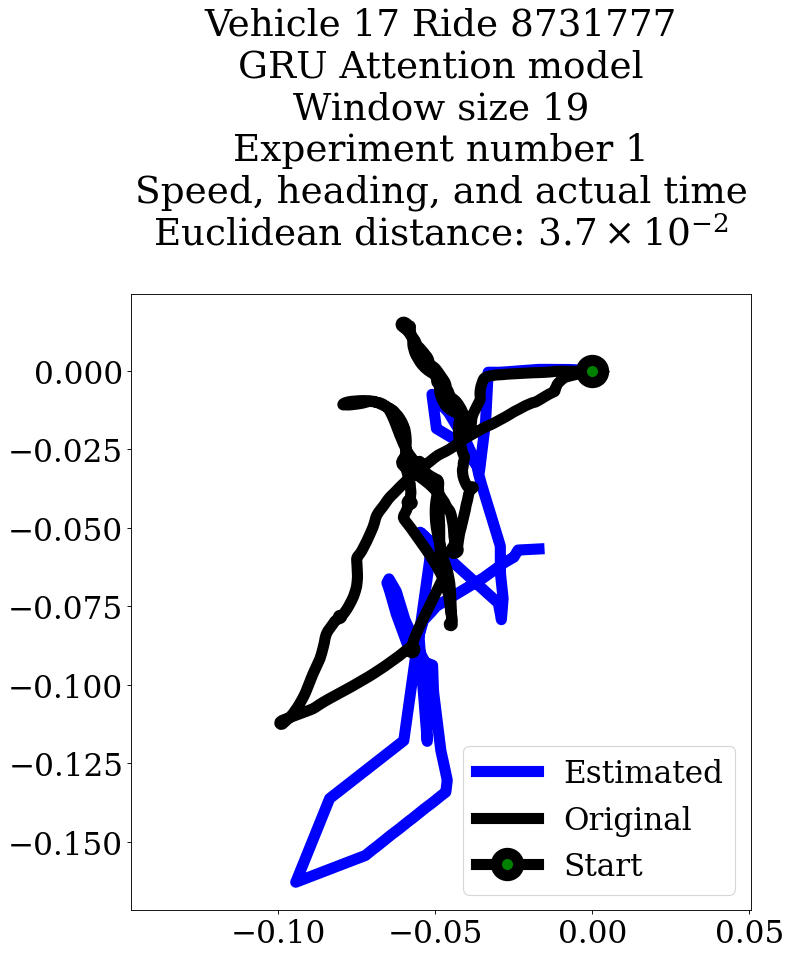 Vehicle 17 Ride 8731777
GRU Attention model
Window size 19
Experiment number 1
Speed, heading, and actual time
Euclidean distance: 3.7 × 10⁻²
0.000
−0.025
−0.050
−0.075
−0.100
−0.125
−0.150
Estimated
Original
Start
−0.10 −0.05 0.00 0.05